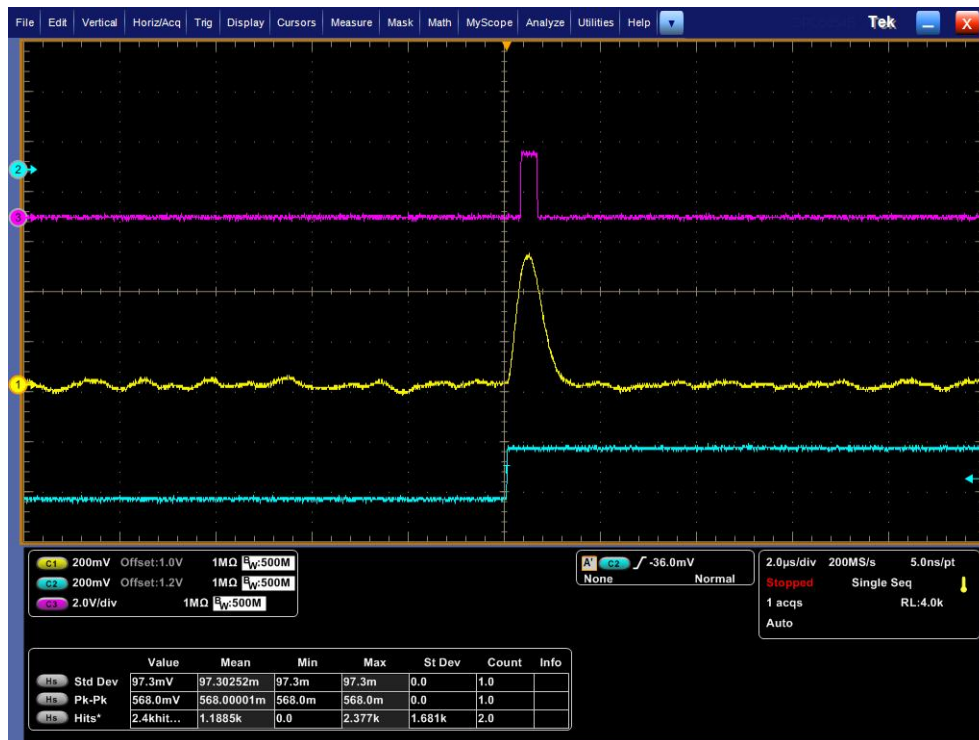 File Edit Vertical Horiz/Acq Trig Display Cursors Measure Mask Math MyScope Analyze Utilities Help Tek X
2
3
1
C1 200mV Offset:1.0V 1MΩ BW:500M
C2 200mV Offset:1.2V 1MΩ BW:500M
C3 2.0V/div 1MΩ BW:500M
A' C2 -36.0mV
None Normal
2.0µs/div 200MS/s 5.0ns/pt
Stopped Single Seq
1 acqs RL:4.0k
Auto
Value Mean Min Max St Dev Count Info
Hs Std Dev 97.3mV 97.30252m 97.3m 97.3m 0.0 1.0
Hs Pk-Pk 568.0mV 568.00001m 568.0m 568.0m 0.0 1.0
Hs Hits* 2.4khit... 1.1885k 0.0 2.377k 1.681k 2.0